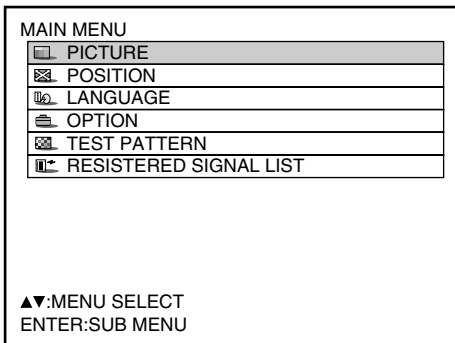 MAIN MENU
PICTURE
POSITION
LANGUAGE
OPTION
TEST PATTERN
RESISTERED SIGNAL LIST
▲▼:MENU SELECT
ENTER:SUB MENU